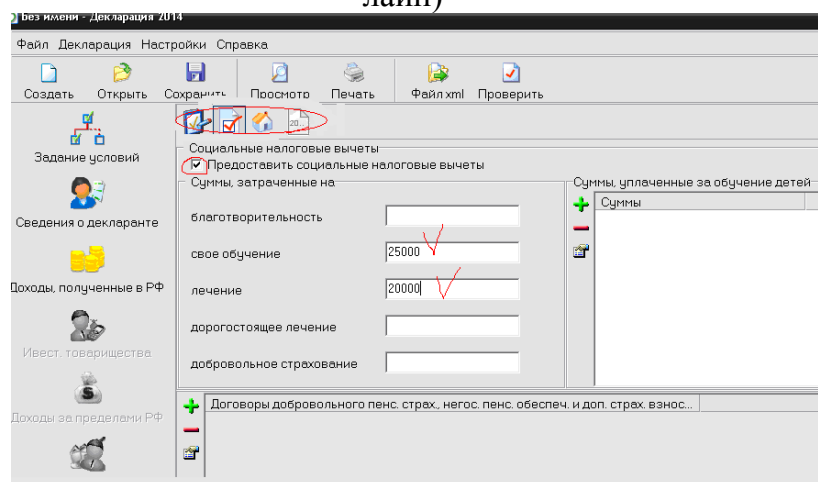 лайн)
Без имени - Декларация 2014
Файл Декларация Настройки Справка
Создать Открыть Сохранить Просмотр Печать Файл xml Проверить
20...
Задание условий
Сведения о декларанте
Доходы, полученные в РФ
Ивест. товарищества
Доходы за пределами РФ
Социальные налоговые вычеты
Предоставить социальные налоговые вычеты
Суммы, затраченные на
благотворительность
свое обучение 25000
лечение 20000
дорогостоящее лечение
добровольное страхование
Суммы, уплаченные за обучение детей
Суммы
Договоры добровольного пенс. страх., негос. пенс. обеспеч. и доп. страх. взнос...